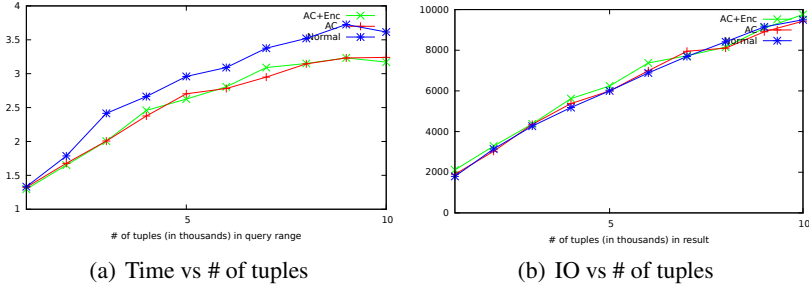 4
3.5
3
2.5
2
1.5
1
5
10
AC+Enc
AC
Normal
# of tuples (in thousands) in query range
(a) Time vs # of tuples
10000
8000
6000
4000
2000
0
5
10
AC+Enc
AC
Normal
# of tuples (in thousands) in result
(b) IO vs # of tuples